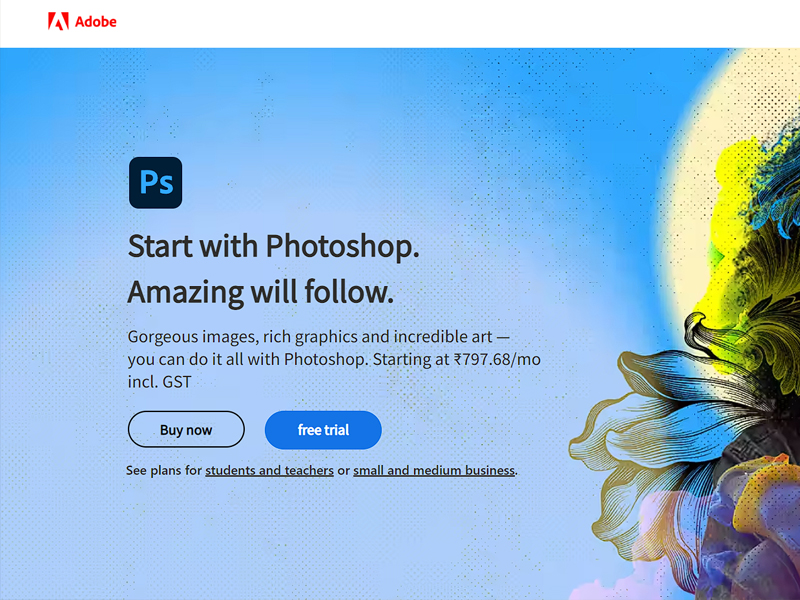 Adobe
Ps
Start with Photoshop.
Amazing will follow.
Gorgeous images, rich graphics and incredible art —
you can do it all with Photoshop. Starting at ₹797.68/mo
incl. GST
Buy now
free trial
See plans for students and teachers or small and medium business.